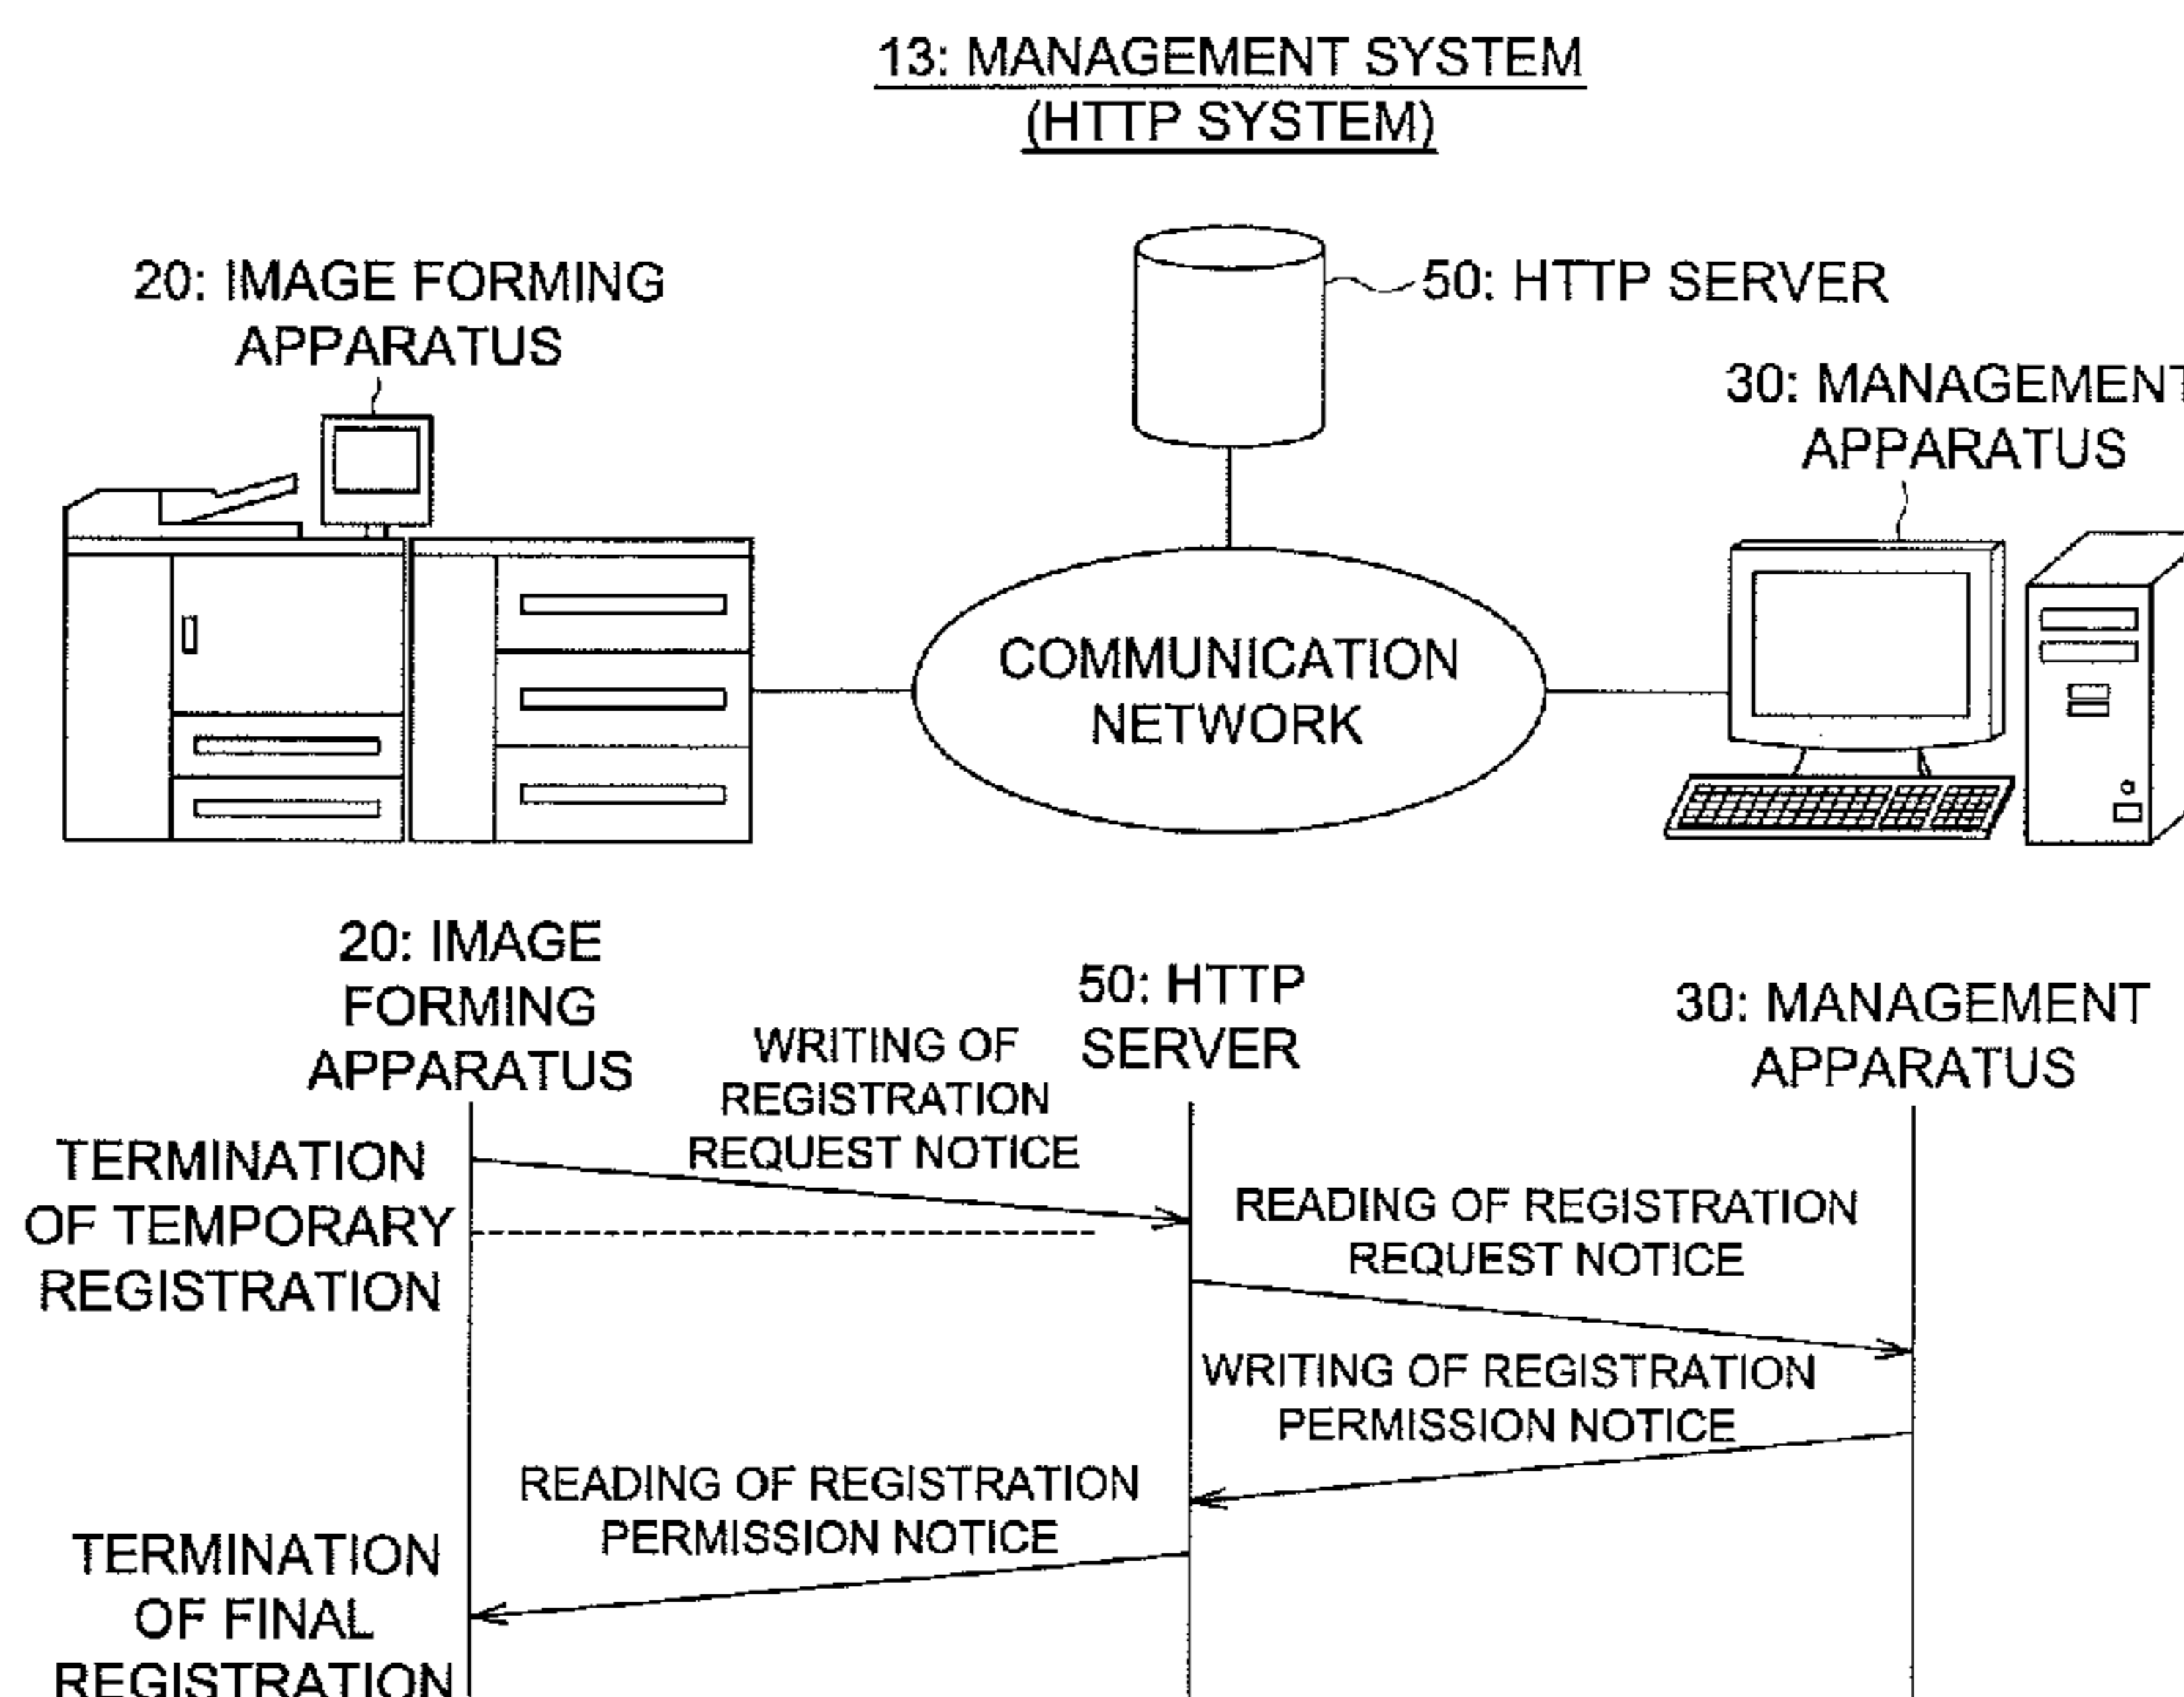 13: MANAGEMENT SYSTEM
(HTTP SYSTEM)
20: IMAGE FORMING
APPARATUS
50: HTTP SERVER
30: MANAGEMENT
APPARATUS
COMMUNICATION
NETWORK
20: IMAGE
FORMING
APPARATUS
50: HTTP
SERVER
30: MANAGEMENT
APPARATUS
WRITING OF
REGISTRATION
REQUEST NOTICE
TERMINATION
OF TEMPORARY
REGISTRATION
READING OF REGISTRATION
REQUEST NOTICE
WRITING OF REGISTRATION
PERMISSION NOTICE
READING OF REGISTRATION
PERMISSION NOTICE
TERMINATION
OF FINAL
REGISTRATION